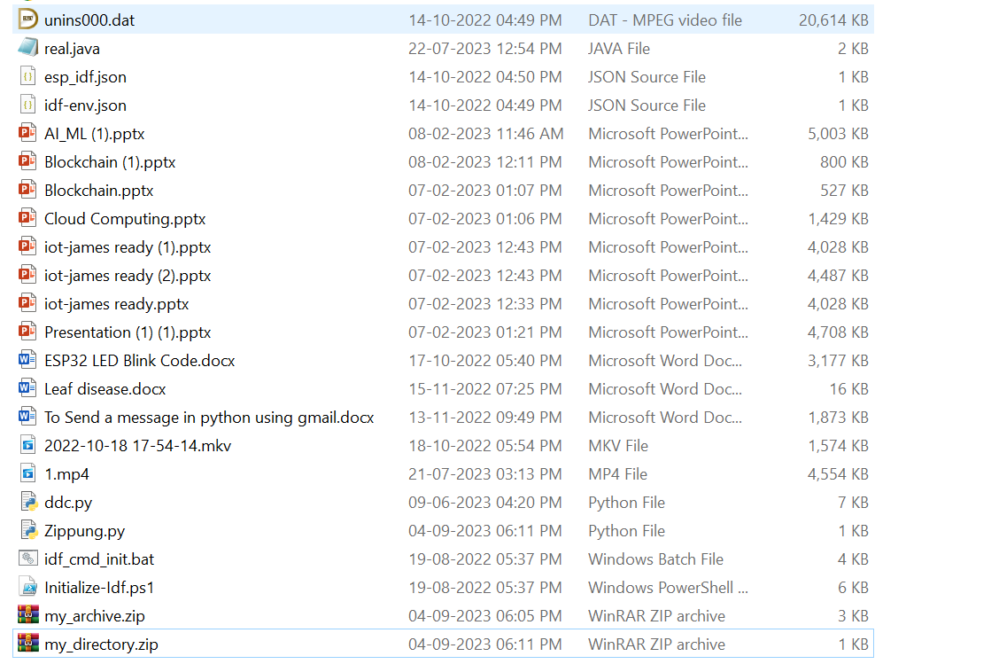 unins000.dat 14-10-2022 04:49 PM DAT - MPEG video file 20,614 KB
real.java 22-07-2023 12:54 PM JAVA File 2 KB
esp_idf.json 14-10-2022 04:50 PM JSON Source File 1 KB
idf-env.json 14-10-2022 04:49 PM JSON Source File 1 KB
AI_ML (1).pptx 08-02-2023 11:46 AM Microsoft PowerPoint... 5,003 KB
Blockchain (1).pptx 08-02-2023 12:11 PM Microsoft PowerPoint... 800 KB
Blockchain.pptx 07-02-2023 01:07 PM Microsoft PowerPoint... 527 KB
Cloud Computing.pptx 07-02-2023 01:06 PM Microsoft PowerPoint... 1,429 KB
iot-james ready (1).pptx 07-02-2023 12:43 PM Microsoft PowerPoint... 4,028 KB
iot-james ready (2).pptx 07-02-2023 12:43 PM Microsoft PowerPoint... 4,487 KB
iot-james ready.pptx 07-02-2023 12:33 PM Microsoft PowerPoint... 4,028 KB
Presentation (1) (1).pptx 07-02-2023 01:21 PM Microsoft PowerPoint... 4,708 KB
ESP32 LED Blink Code.docx 17-10-2022 05:40 PM Microsoft Word Doc... 3,177 KB
Leaf disease.docx 15-11-2022 07:25 PM Microsoft Word Doc... 16 KB
To Send a message in python using gmail.docx 13-11-2022 09:49 PM Microsoft Word Doc... 1,873 KB
2022-10-18 17-54-14.mkv 18-10-2022 05:54 PM MKV File 1,574 KB
1.mp4 21-07-2023 03:13 PM MP4 File 4,554 KB
ddc.py 09-06-2023 04:20 PM Python File 7 KB
Zippung.py 04-09-2023 06:11 PM Python File 1 KB
idf_cmd_init.bat 19-08-2022 05:37 PM Windows Batch File 4 KB
Initialize-Idf.ps1 19-08-2022 05:37 PM Windows PowerShell ... 6 KB
my_archive.zip 04-09-2023 06:05 PM WinRAR ZIP archive 3 KB
my_directory.zip 04-09-2023 06:11 PM WinRAR ZIP archive 1 KB